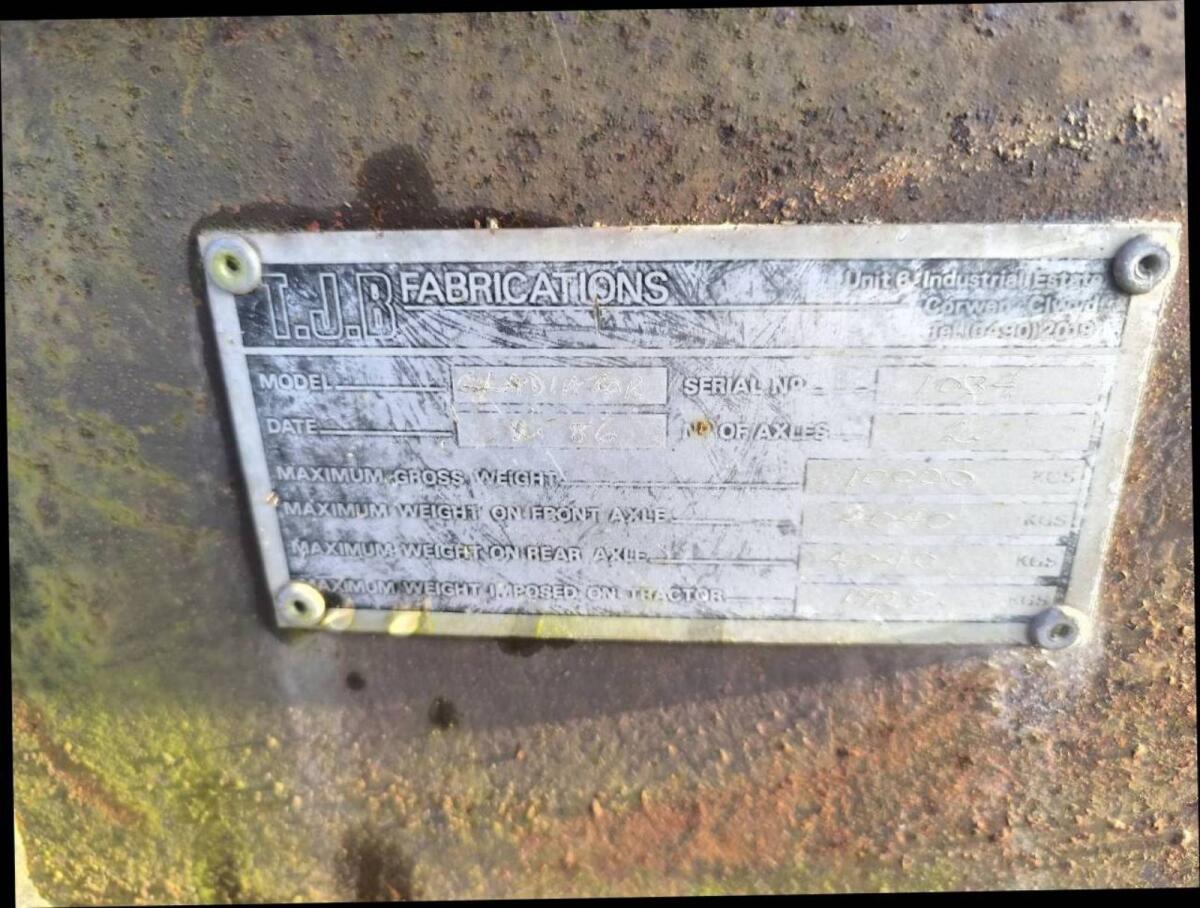 T.J.B FABRICATIONS
Unit 6, Industrial Estate
Corwen, Clwyd
Tel.(0490) 2019
MODEL GLADIATOR SERIAL Nº 1084
DATE 86 Nº OF AXLES 2
MAXIMUM GROSS WEIGHT KGS
MAXIMUM WEIGHT ON FRONT AXLE 4040 KGS
MAXIMUM WEIGHT ON REAR AXLE KGS
MAXIMUM WEIGHT IMPOSED ON TRACTOR KGS